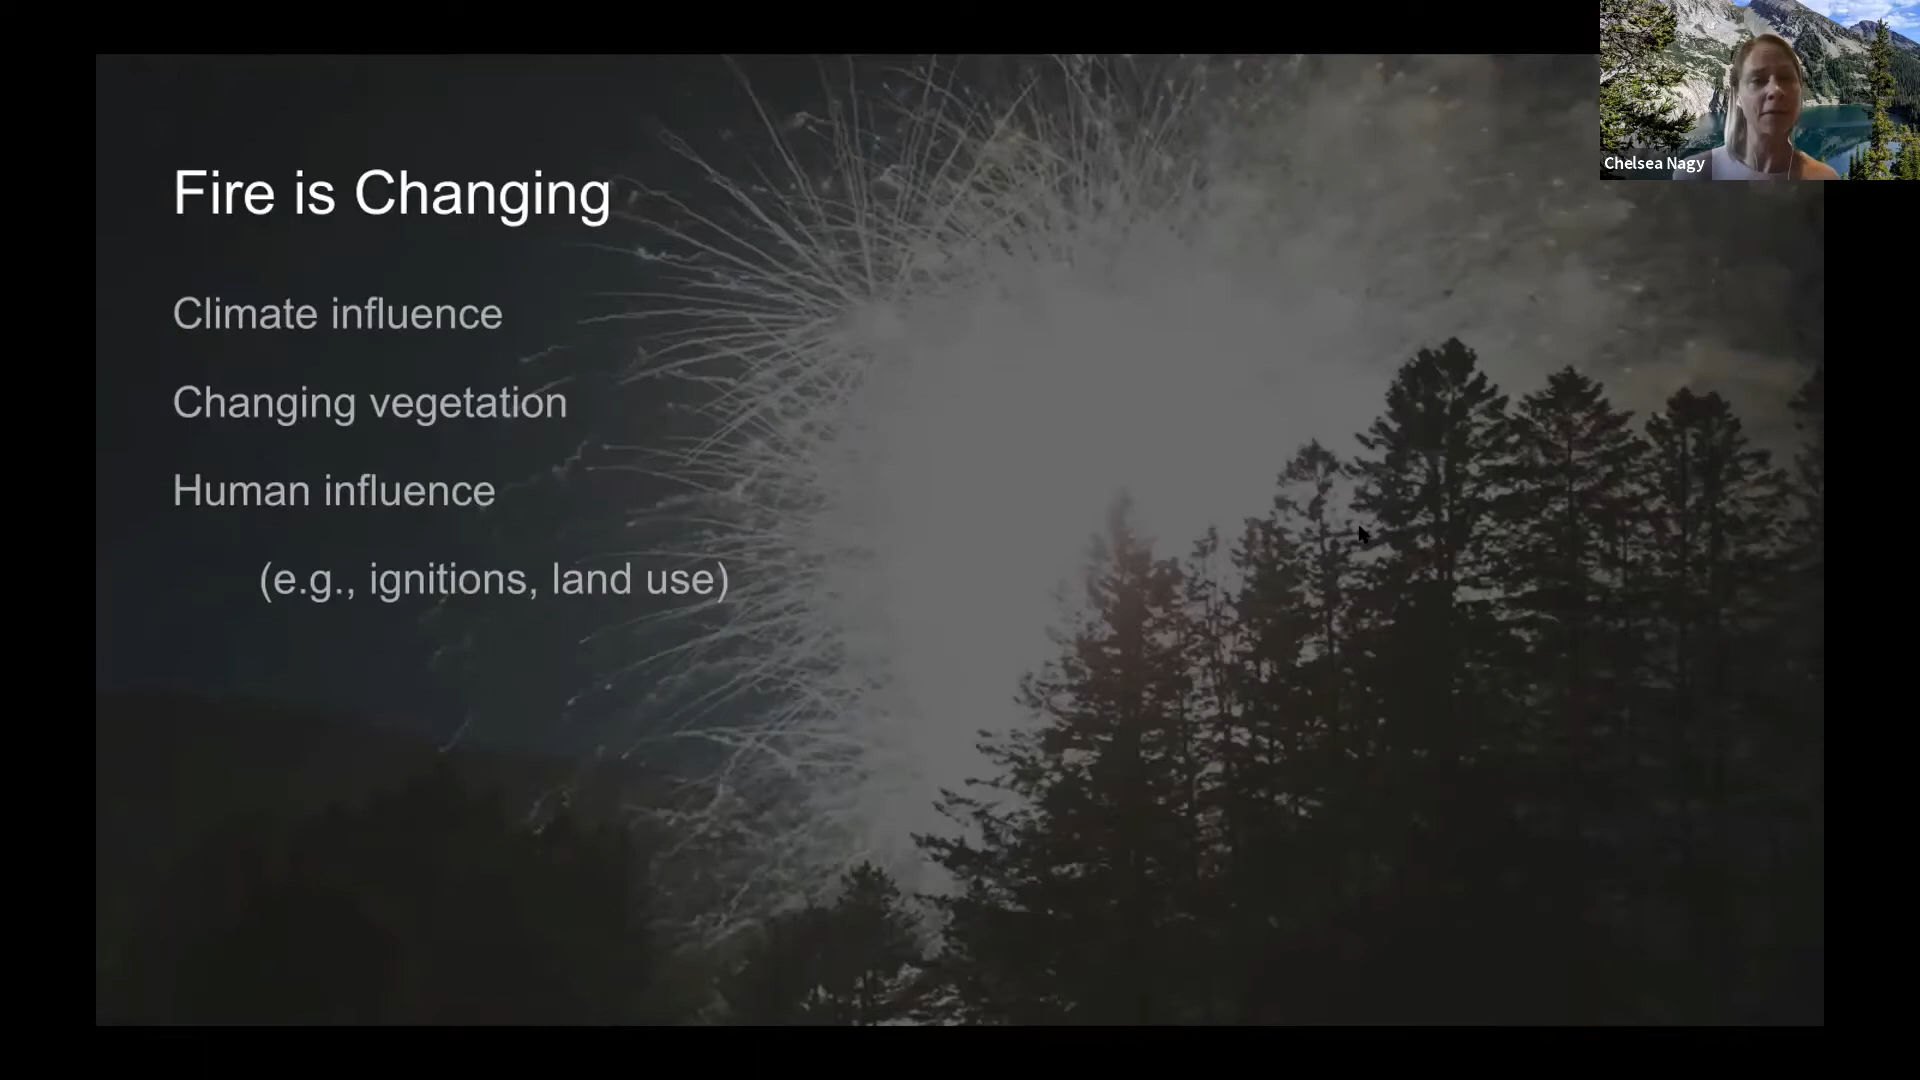 Fire is Changing
Climate influence
Changing vegetation
Human influence
(e.g., ignitions, land use)
Chelsea Nagy